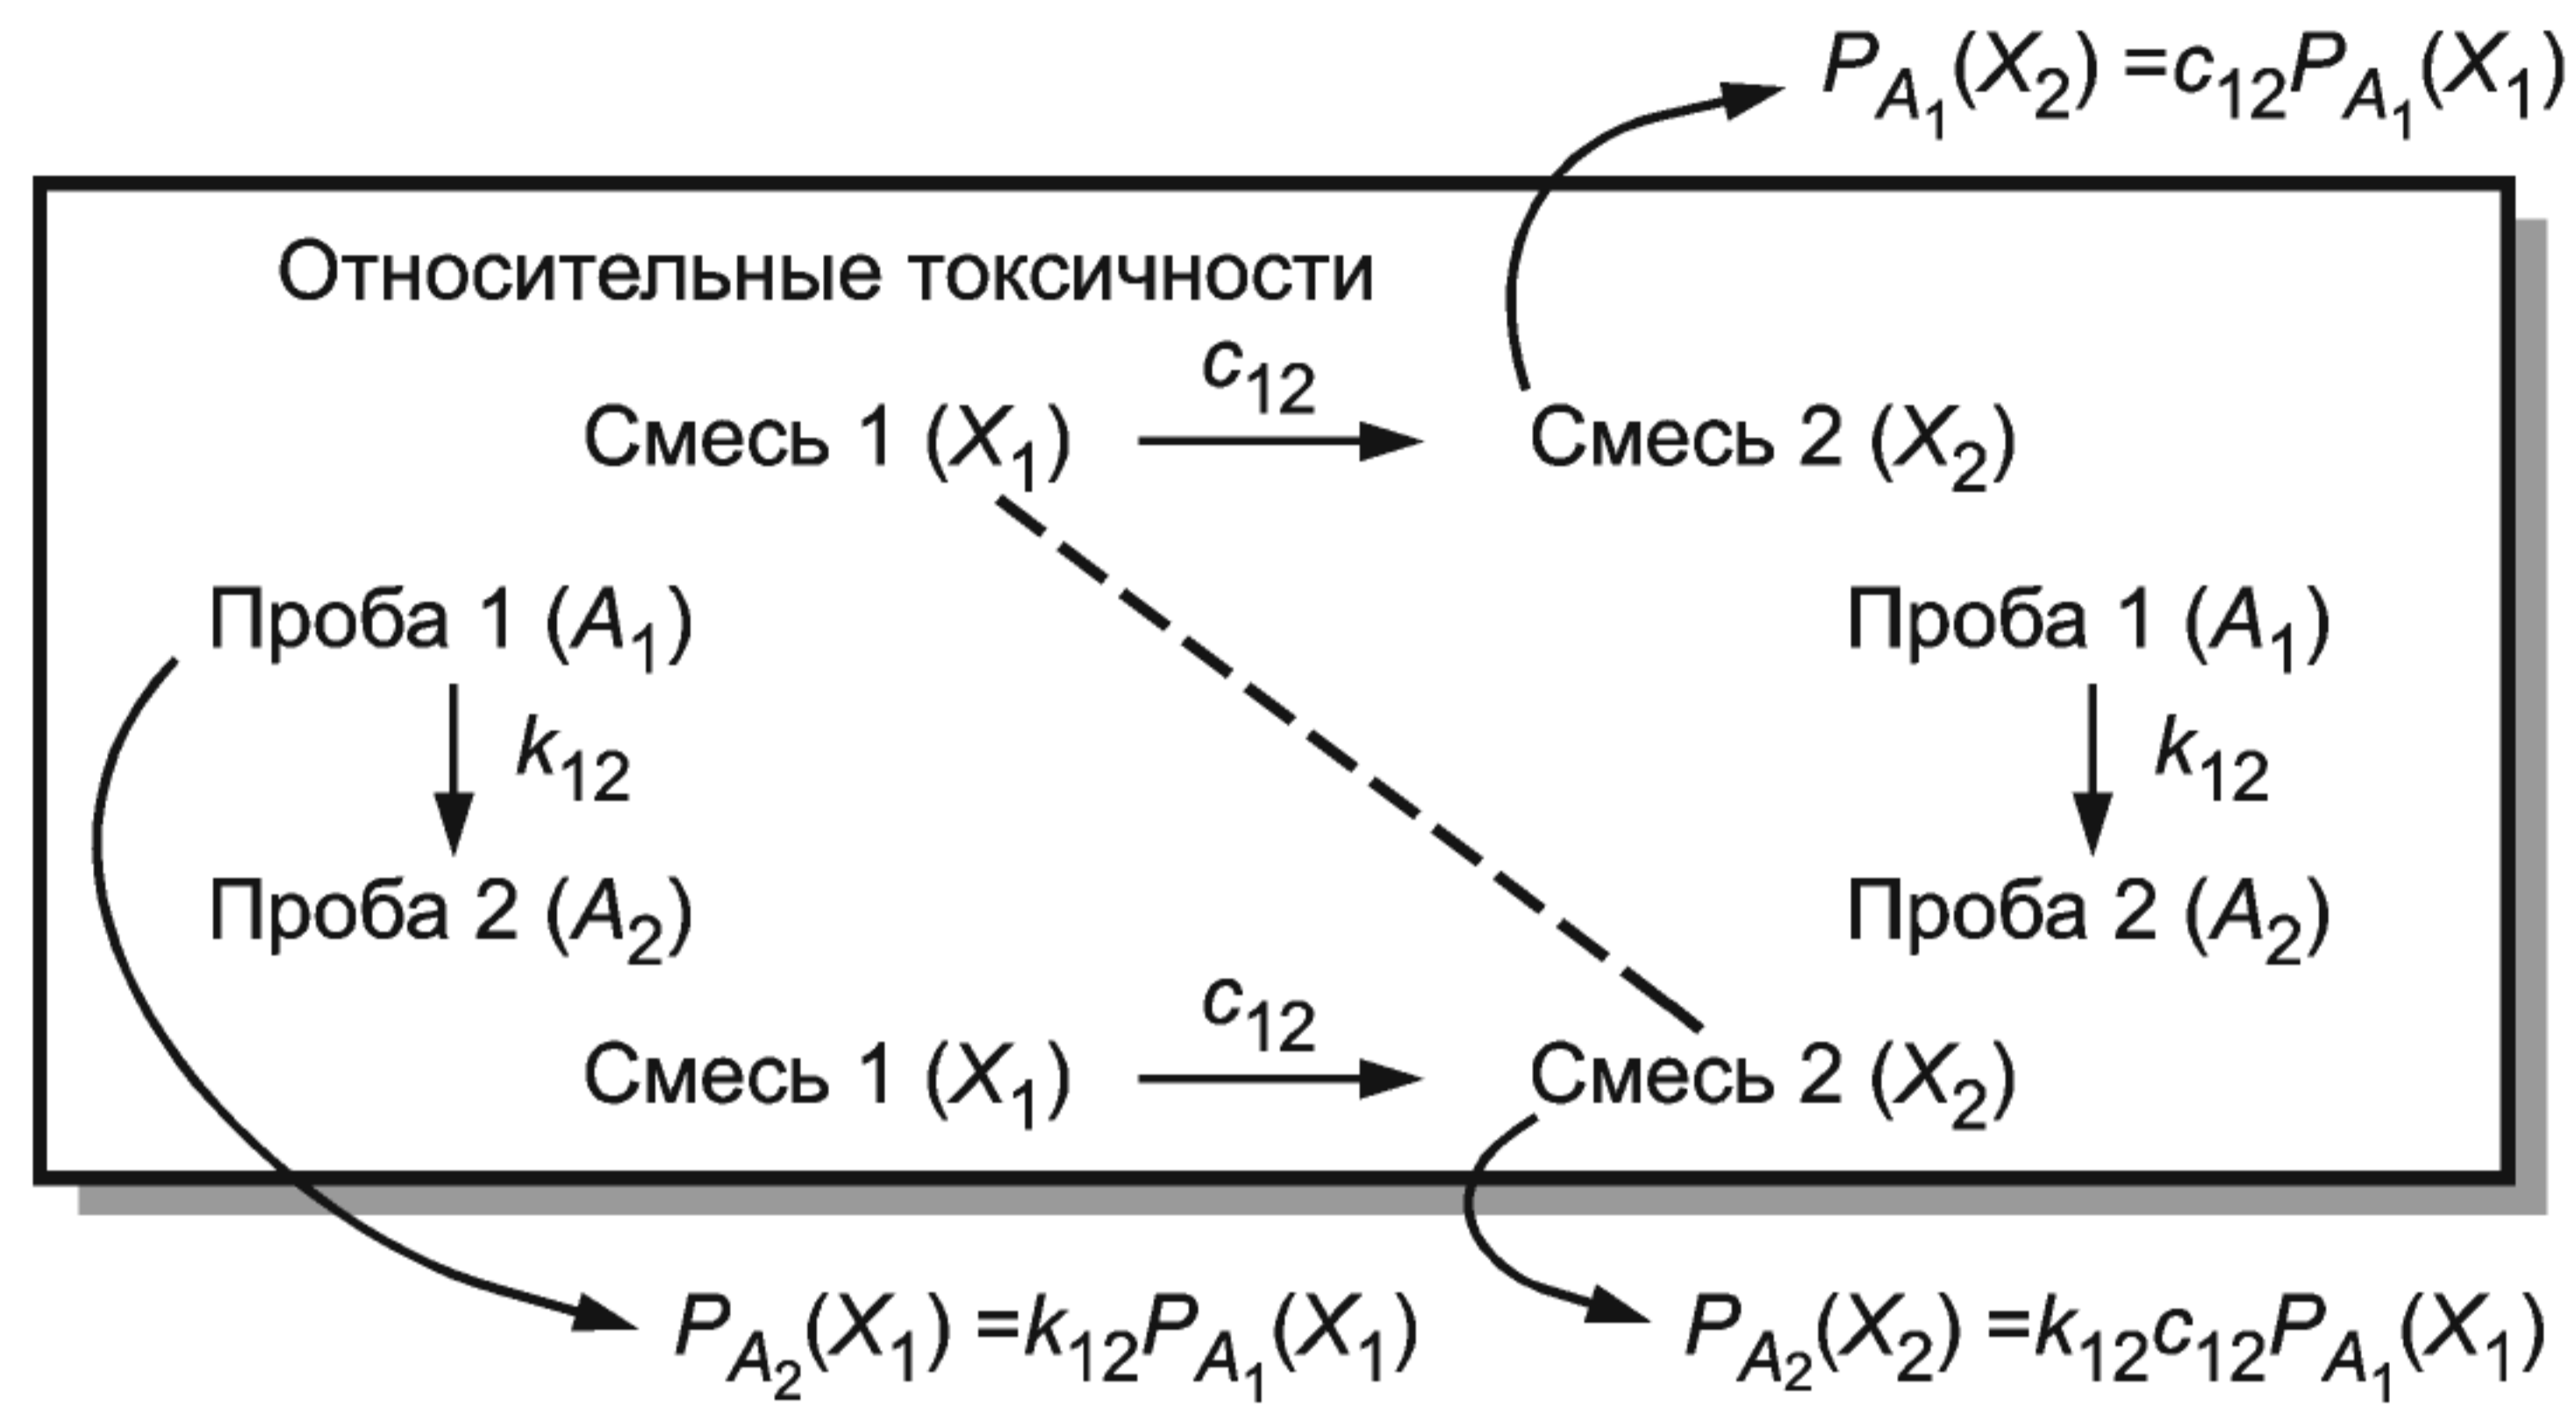 P_{A_1}(X_2) =c_{12}P_{A_1}(X_1)
Относительные токсичности
c_{12}
Смесь 1 (X_1)
Смесь 2 (X_2)
Проба 1 (A_1)
Проба 1 (A_1)
k_{12}
k_{12}
Проба 2 (A_2)
Проба 2 (A_2)
c_{12}
Смесь 1 (X_1)
Смесь 2 (X_2)
P_{A_2}(X_1) =k_{12}P_{A_1}(X_1)
P_{A_2}(X_2) =k_{12}c_{12}P_{A_1}(X_1)